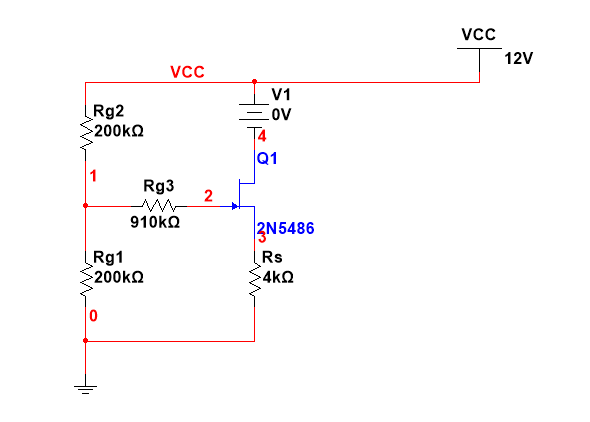 VCC
12V
VCC
V1
0V
Rg2
200kΩ
4
Q1
1
Rg3
2
910kΩ
2N5486
3
Rg1
200kΩ
Rs
4kΩ
0